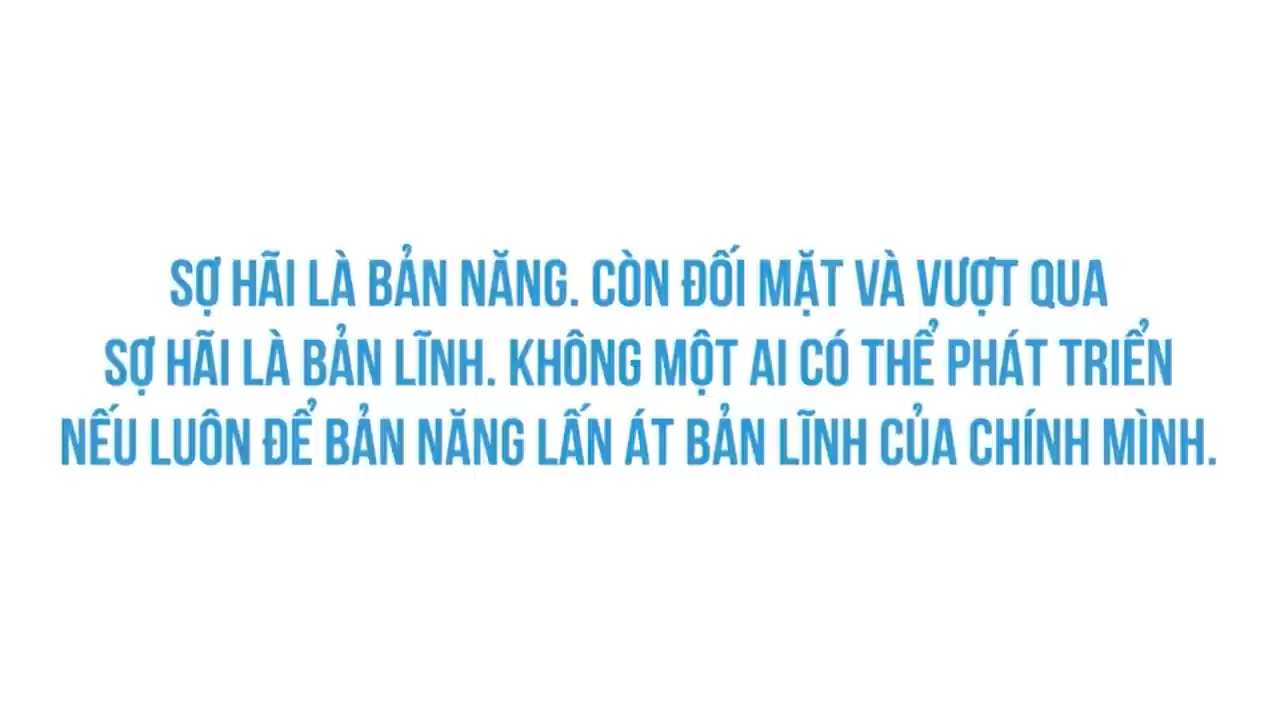 SỢ HÃI LÀ BẢN NĂNG. CÒN ĐỐI MẶT VÀ VƯỢT QUA
SỢ HÃI LÀ BẢN LĨNH. KHÔNG MỘT AI CÓ THỂ PHÁT TRIỂN
NẾU LUÔN ĐỂ BẢN NĂNG LẤN ÁT BẢN LĨNH CỦA CHÍNH MÌNH.